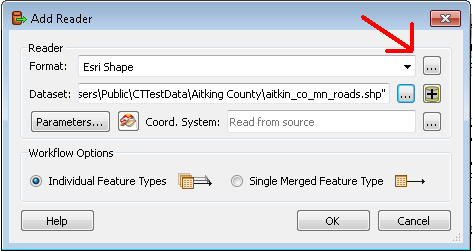 Add Reader
Reader
Format: Esri Shape ...
Dataset: sers\Public\CTTestData\Aitking County\aitkin_co_mn_roads.shp" ...
Parameters... Coord. System: Read from source ...
Workflow Options
Individual Feature Types Single Merged Feature Type
Help OK Cancel